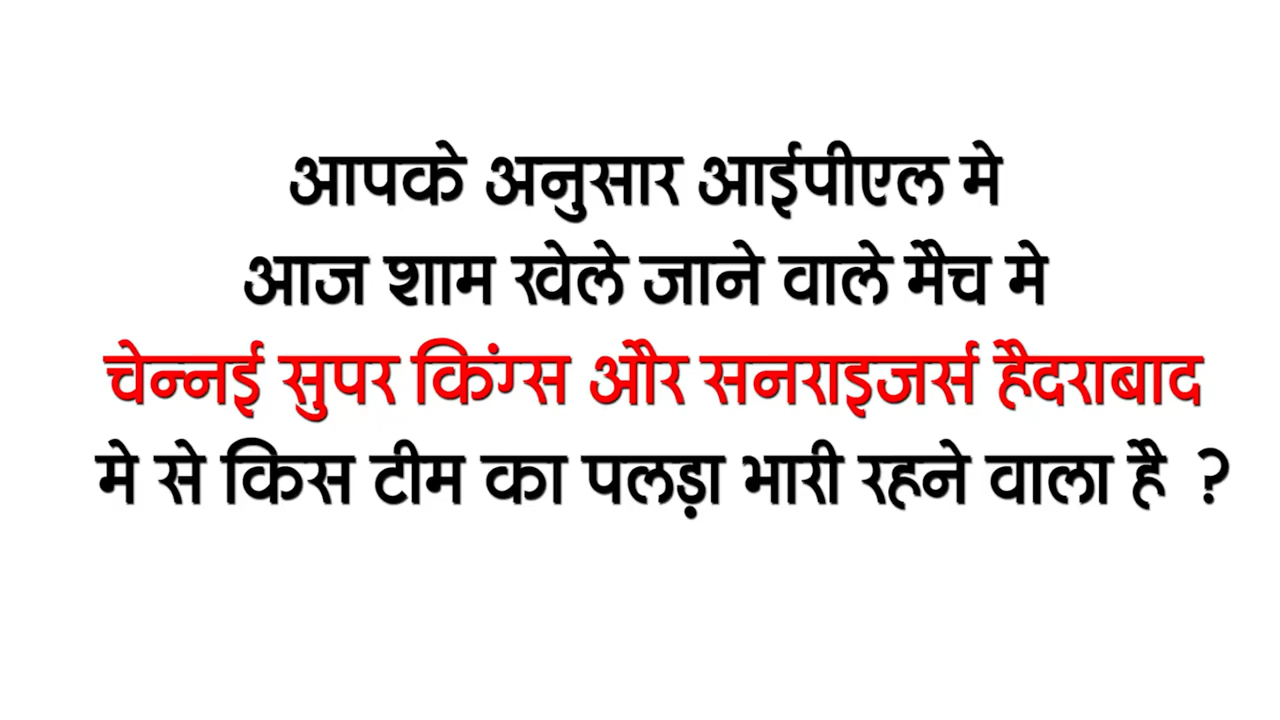 आपके अनुसार आईपीएल मे
आज शाम खेले जाने वाले मैच मे
चेन्नई सुपर किंग्स और सनराइजर्स हैदराबाद
मे से किस टीम का पलड़ा भारी रहने वाला है ?